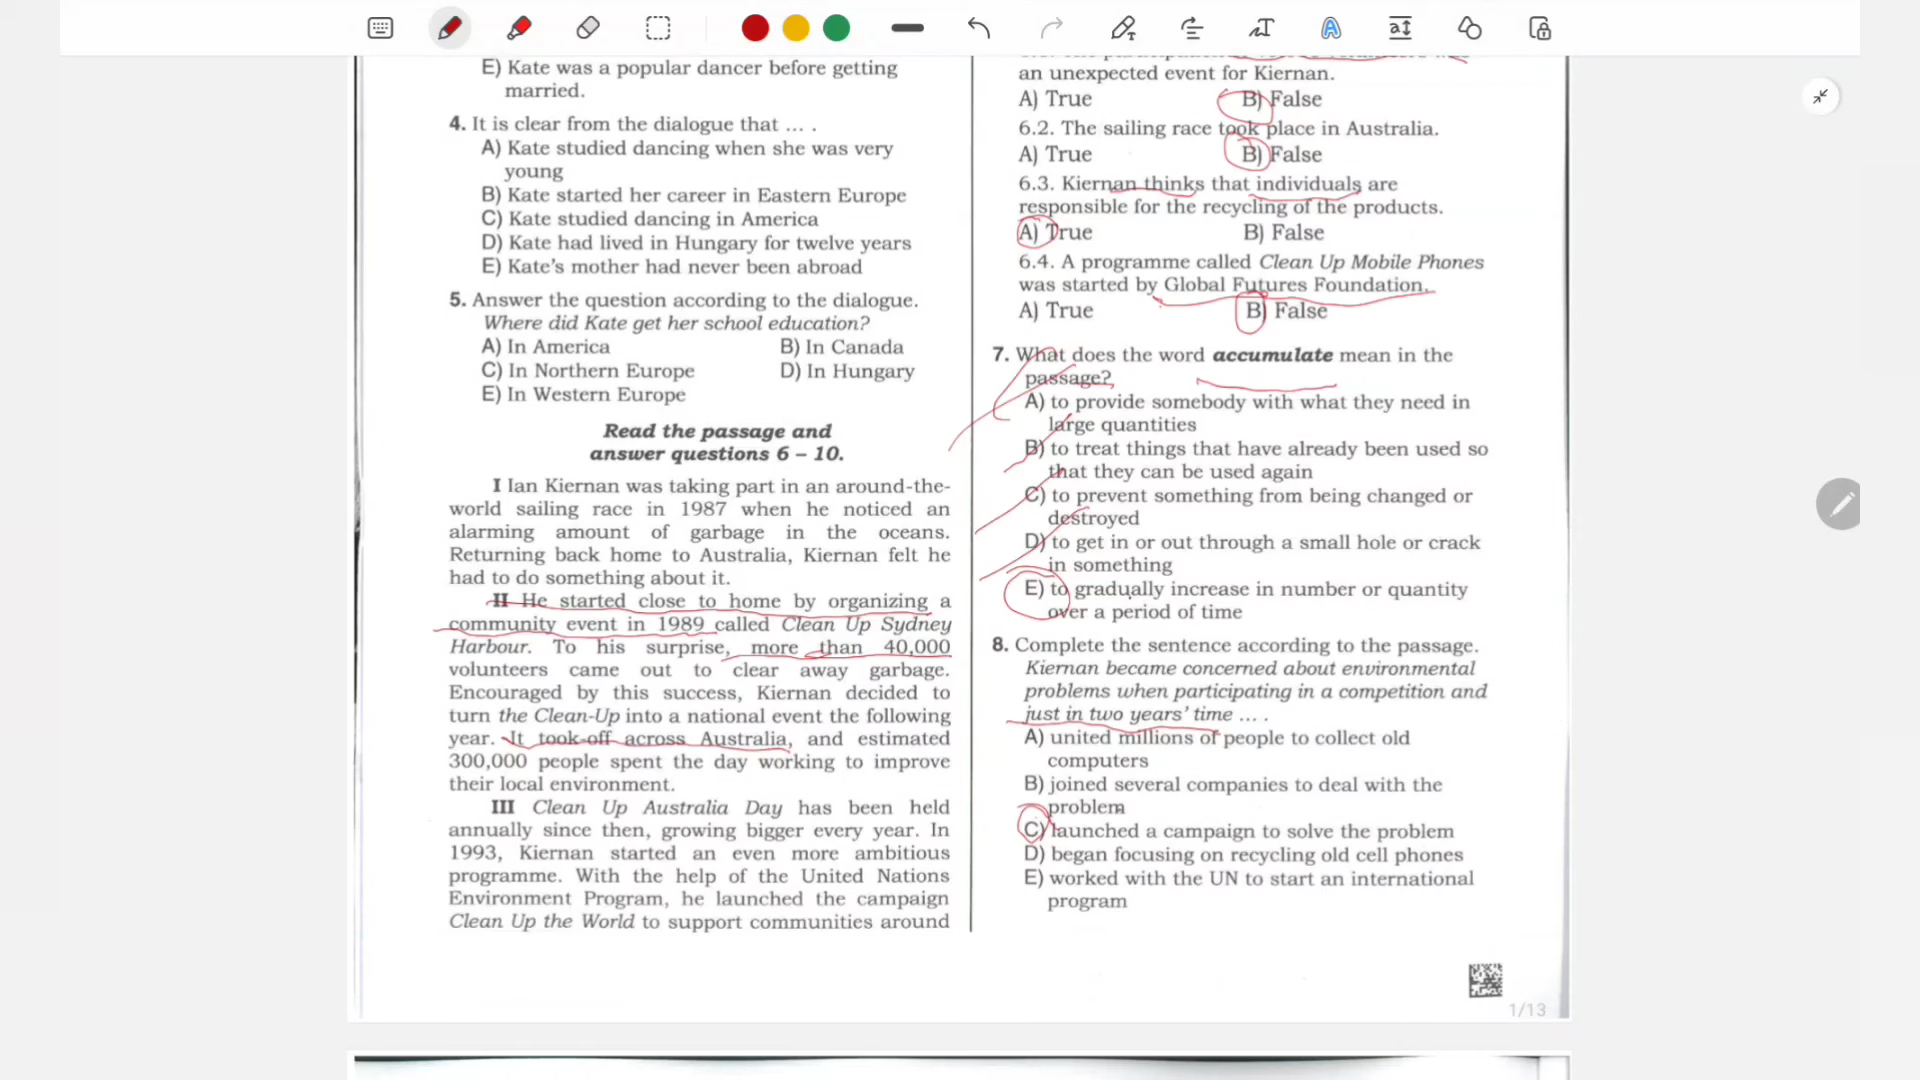 E) Kate was a popular dancer before getting
married.
4. It is clear from the dialogue that ... .
A) Kate studied dancing when she was very
young
B) Kate started her career in Eastern Europe
C) Kate studied dancing in America
D) Kate had lived in Hungary for twelve years
E) Kate's mother had never been abroad
5. Answer the question according to the dialogue.
Where did Kate get her school education?
A) In America B) In Canada
C) In Northern Europe D) In Hungary
E) In Western Europe
Read the passage and
answer questions 6 – 10.
I Ian Kiernan was taking part in an around-the-
world sailing race in 1987 when he noticed an
alarming amount of garbage in the oceans.
Returning back home to Australia, Kiernan felt he
had to do something about it.
II He started close to home by organizing a
community event in 1989 called Clean Up Sydney
Harbour. To his surprise, more than 40,000
volunteers came out to clear away garbage.
Encouraged by this success, Kiernan decided to
turn the Clean-Up into a national event the following
year. It took-off across Australia, and estimated
300,000 people spent the day working to improve
their local environment.
III Clean Up Australia Day has been held
annually since then, growing bigger every year. In
1993, Kiernan started an even more ambitious
programme. With the help of the United Nations
Environment Program, he launched the campaign
Clean Up the World to support communities around
an unexpected event for Kiernan.
A) True B) False
6.2. The sailing race took place in Australia.
A) True B) False
6.3. Kiernan thinks that individuals are
responsible for the recycling of the products.
A) True B) False
6.4. A programme called Clean Up Mobile Phones
was started by Global Futures Foundation.
A) True B) False
7. What does the word accumulate mean in the
passage?
A) to provide somebody with what they need in
large quantities
B) to treat things that have already been used so
that they can be used again
C) to prevent something from being changed or
destroyed
D) to get in or out through a small hole or crack
in something
E) to gradually increase in number or quantity
over a period of time
8. Complete the sentence according to the passage.
Kiernan became concerned about environmental
problems when participating in a competition and
just in two years' time ... .
A) united millions of people to collect old
computers
B) joined several companies to deal with the
problem
C) launched a campaign to solve the problem
D) began focusing on recycling old cell phones
E) worked with the UN to start an international
program
1/13